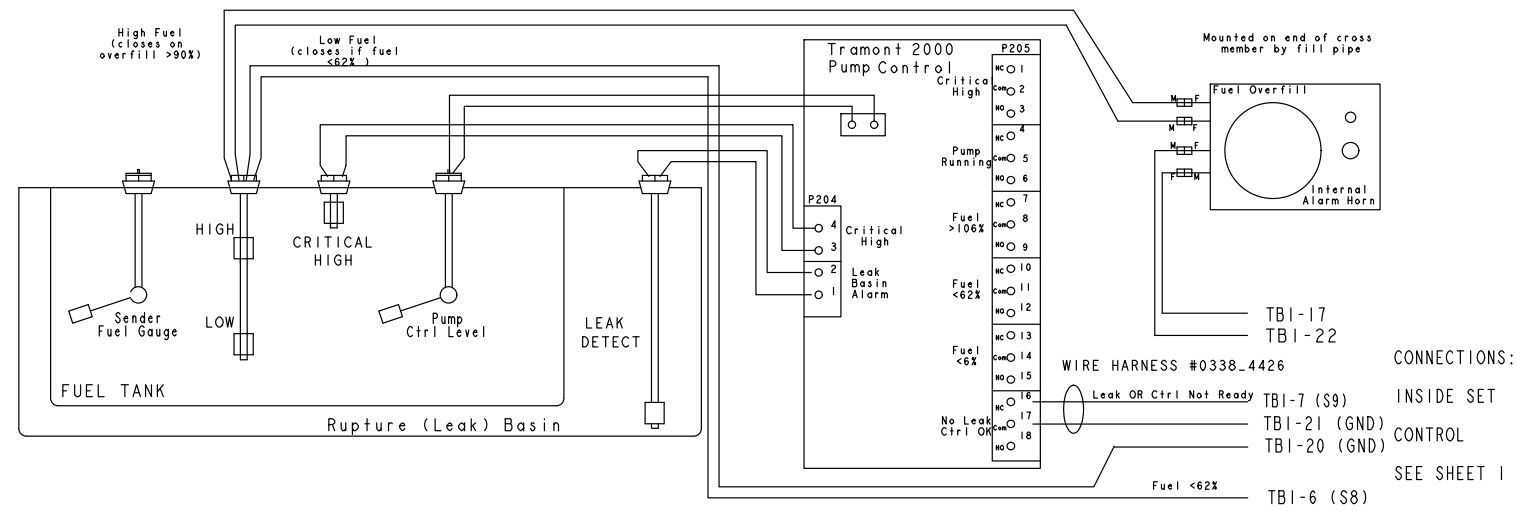 High Fuel
(closes on
overfill >90%)
Low Fuel
(closes if fuel
<62% )
Tramont 2000
Pump Control
P205
Critical
High
NC 1
Com 2
NO 3
Pump
Running
NC 4
Com 5
NO 6
Fuel
>106%
NC 7
Com 8
NO 9
Fuel
<62%
NC 10
Com 11
NO 12
Fuel
<6%
NC 13
Com 14
NO 15
No Leak
Ctrl OK
NC 16
Com 17
NO 18
P204
4
3
Critical
High
2
1
Leak
Basin
Alarm
Mounted on end of cross
member by fill pipe
Fuel Overfill
M F
M F
M F
F M
Internal
Alarm Horn
HIGH
LOW
CRITICAL
HIGH
Sender
Fuel Gauge
Pump
Ctrl Level
LEAK
DETECT
FUEL TANK
Rupture (Leak) Basin
TB1-17
TB1-22
WIRE HARNESS #0338_4426
Leak OR Ctrl Not Ready
TB1-7 (S9)
TB1-21 (GND)
TB1-20 (GND)
Fuel <62%
TB1-6 (S8)
CONNECTIONS:
INSIDE SET
CONTROL
SEE SHEET 1